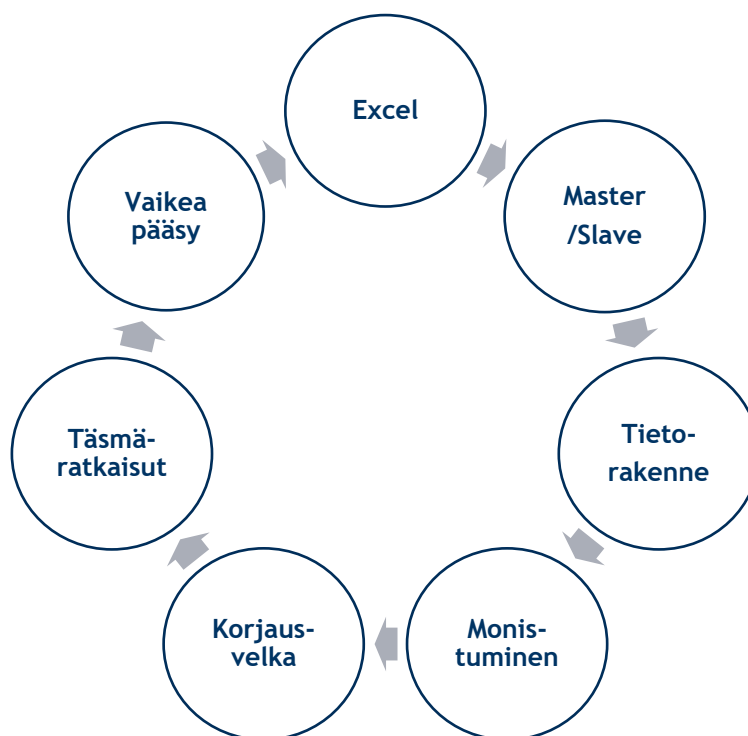 Excel
Master
/Slave
Tieto-
rakenne
Monis-
tuminen
Korjaus-
velka
Täsmä-
ratkaisut
Vaikea
pääsy